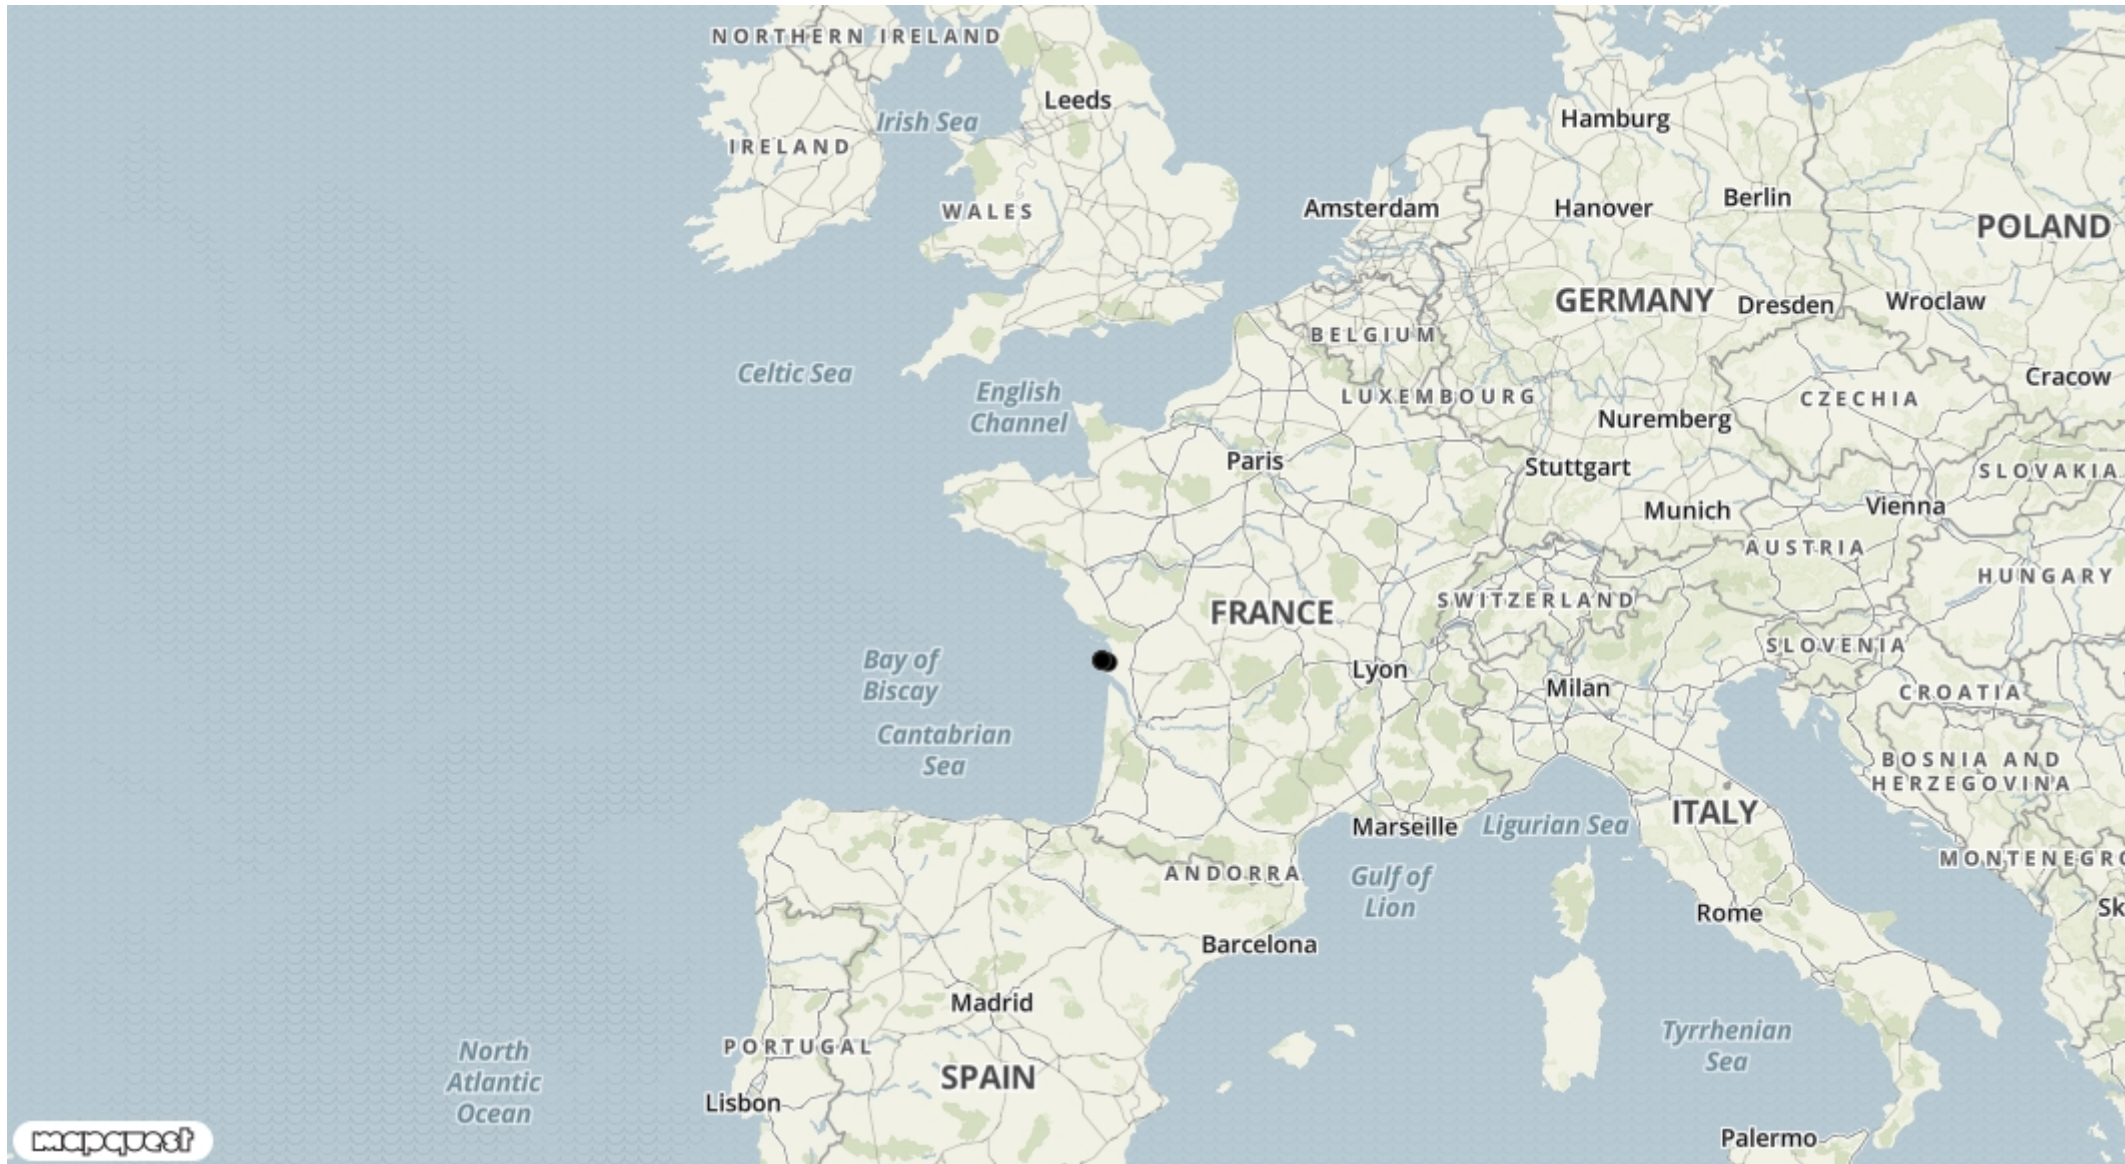 NORTHERN IRELAND
Leeds
Irish Sea
IRELAND
WALES
Hamburg
Amsterdam
Hanover
Berlin
POLAND
GERMANY
Dresden
Wroclaw
BELGIUM
Celtic Sea
English
Channel
LUXEMBOURG
CZECHIA
Cracow
Nuremberg
Paris
Stuttgart
SLOVAKIA
Munich
Vienna
AUSTRIA
HUNGARY
FRANCE
SWITZERLAND
SLOVENIA
Bay of
Biscay
Lyon
Milan
CROATIA
Cantabrian
Sea
BOSNIA AND
HERZEGOVINA
ITALY
Marseille
Ligurian Sea
MONTENEGRO
ANDORRA
Gulf of
Lion
Rome
Sk
Barcelona
Madrid
PORTUGAL
SPAIN
Tyrrhenian
Sea
North
Atlantic
Ocean
Lisbon
Palermo
mapquest